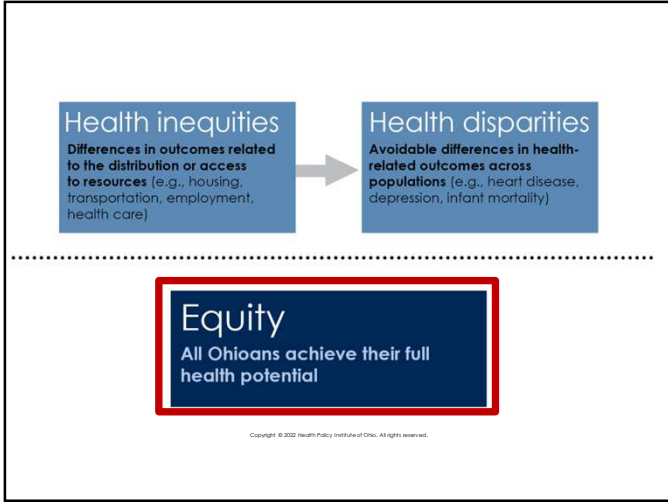 Health inequities
Differences in outcomes related
to the distribution or access
to resources (e.g., housing,
transportation, employment,
health care)
Health disparities
Avoidable differences in health-
related outcomes across
populations (e.g., heart disease,
depression, infant mortality)
Equity
All Ohioans achieve their full
health potential
Copyright © 2022 Health Policy Institute of Ohio. All rights reserved.